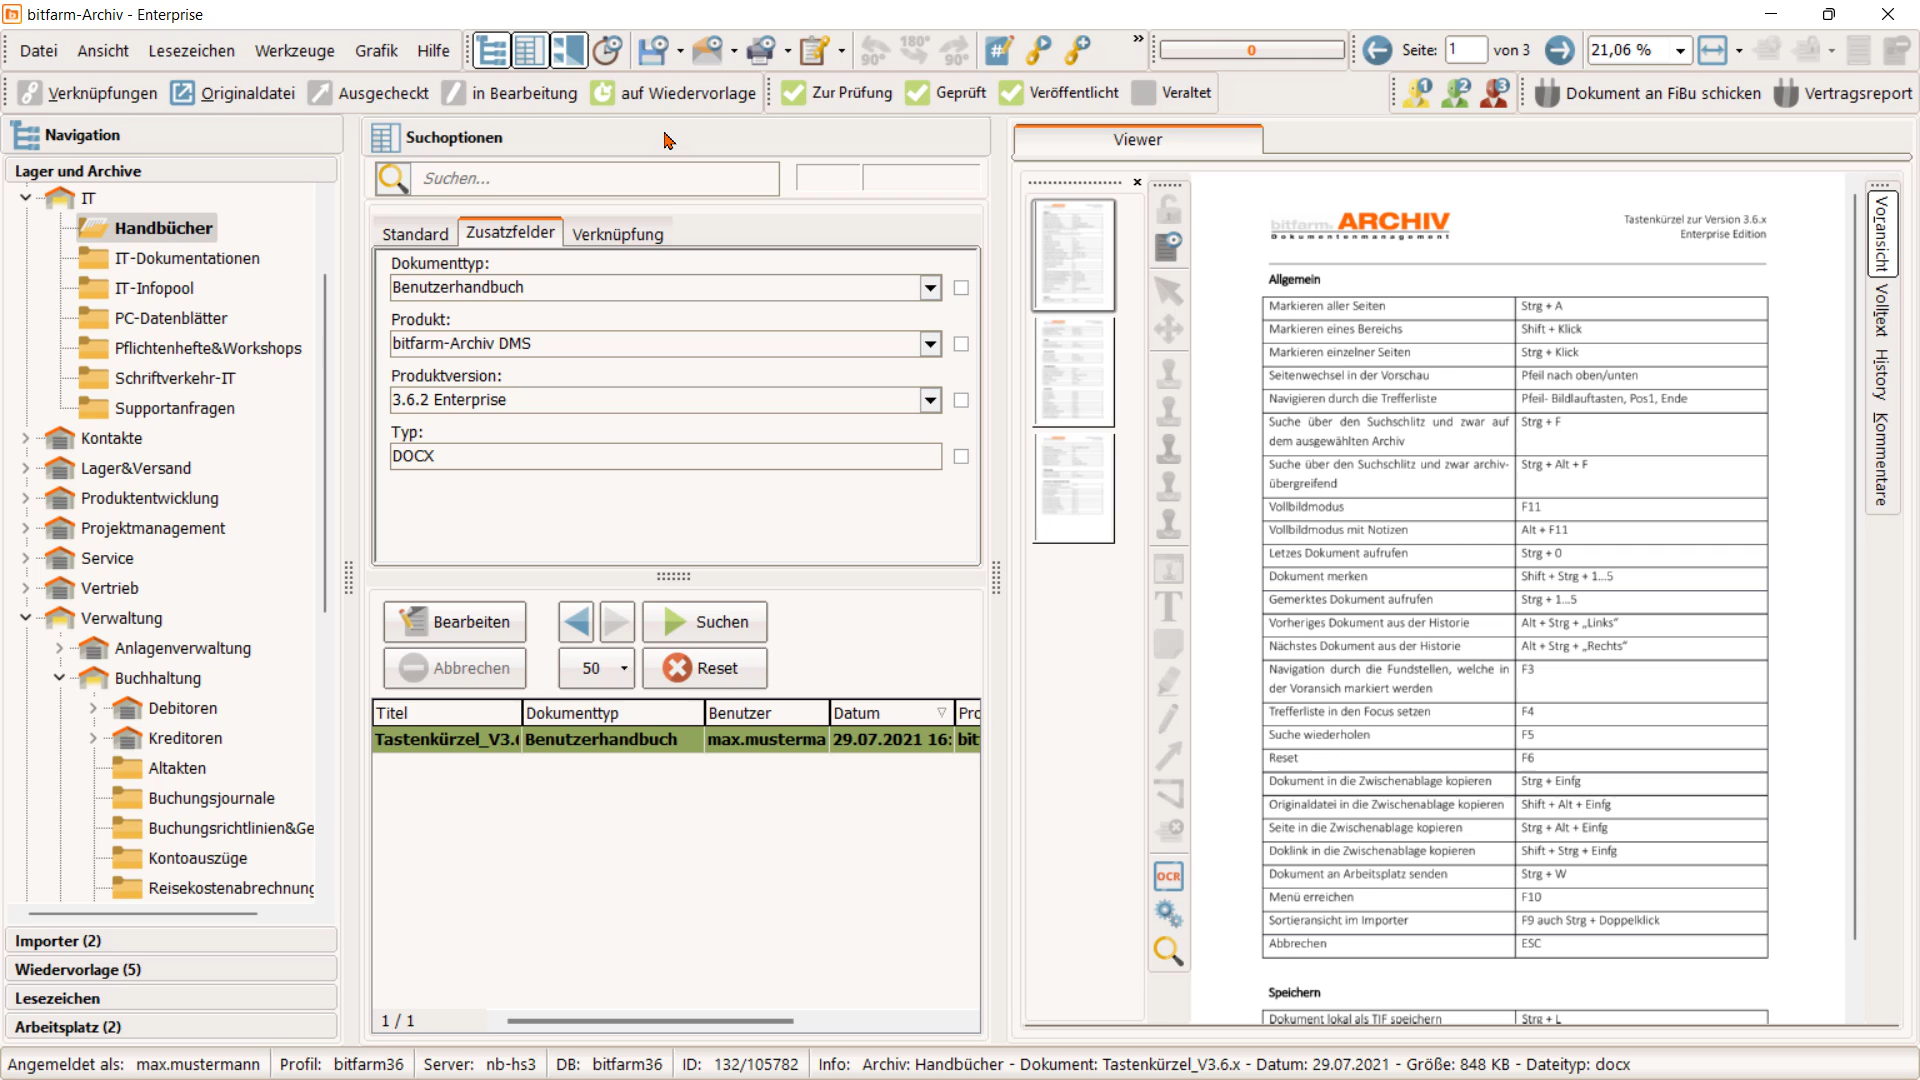 bitfarm-Archiv - Enterprise
Datei Ansicht Lesezeichen Werkzeuge Grafik Hilfe
90° 180° 90°
»
0
Seite: 1 von 3
21,06 %
Verknüpfungen Originaldatei Ausgecheckt in Bearbeitung auf Wiedervorlage
Zur Prüfung Geprüft Veröffentlicht Veraltet
1 2 3
Dokument an FiBu schicken Vertragsreport
Navigation
Lager und Archive
IT
Handbücher
IT-Dokumentationen
IT-Infopool
PC-Datenblätter
Pflichtenhefte&Workshops
Schriftverkehr-IT
Supportanfragen
Kontakte
Lager&Versand
Produktentwicklung
Projektmanagement
Service
Vertrieb
Verwaltung
Anlagenverwaltung
Buchhaltung
Debitoren
Kreditoren
Altakten
Buchungsjournale
Buchungsrichtlinien&Ge
Kontoauszüge
Reisekostenabrechnung
Importer (2)
Wiedervorlage (5)
Lesezeichen
Arbeitsplatz (2)
Suchoptionen
Suchen...
Standard Zusatzfelder Verknüpfung
Dokumenttyp:
Benutzerhandbuch
Produkt:
bitfarm-Archiv DMS
Produktversion:
3.6.2 Enterprise
Typ:
DOCX
Bearbeiten Suchen
Abbrechen 50 Reset
Titel Dokumenttyp Benutzer Datum Pro
Tastenkürzel_V3.6 Benutzerhandbuch max.musterma 29.07.2021 16: bit
1 / 1
Viewer
bitfarm. ARCHIV
Dokumentenmanagement
Tastenkürzel zur Version 3.6.x
Enterprise Edition
Allgemein
Markieren aller Seiten Strg + A
Markieren eines Bereichs Shift + Klick
Markieren einzelner Seiten Strg + Klick
Seitenwechsel in der Vorschau Pfeil nach oben/unten
Navigieren durch die Trefferliste Pfeil- Bildlauftasten, Pos1, Ende
Suche über den Suchschlitz und zwar auf Strg + F
dem ausgewählten Archiv
Suche über den Suchschlitz und zwar archiv- Strg + Alt + F
übergreifend
Vollbildmodus F11
Vollbildmodus mit Notizen Alt + F11
Letzes Dokument aufrufen Strg + 0
Dokument merken Shift + Strg + 1...5
Gemerktes Dokument aufrufen Strg + 1...5
Vorheriges Dokument aus der Historie Alt + Strg + „Links“
Nächstes Dokument aus der Historie Alt + Strg + „Rechts“
Navigation durch die Fundstellen, welche in F3
der Voransich markiert werden
Trefferliste in den Focus setzen F4
Suche wiederholen F5
Reset F6
Dokument in die Zwischenablage kopieren Strg + Einfg
Originaldatei in die Zwischenablage kopieren Shift + Alt + Einfg
Seite in die Zwischenablage kopieren Strg + Alt + Einfg
Doklink in die Zwischenablage kopieren Shift + Strg + Einfg
Dokument an Arbeitsplatz senden Strg + W
Menü erreichen F10
Sortieransicht im Importer F9 auch Strg + Doppelklick
Abbrechen ESC
Speichern
Dokument lokal als TIF speichern Strg + L
T
OCR
Voransicht
Volltext
History
Kommentare
Angemeldet als: max.mustermann Profil: bitfarm36 Server: nb-hs3 DB: bitfarm36 ID: 132/105782 Info: Archiv: Handbücher - Dokument: Tastenkürzel_V3.6.x - Datum: 29.07.2021 - Größe: 848 KB - Dateityp: docx